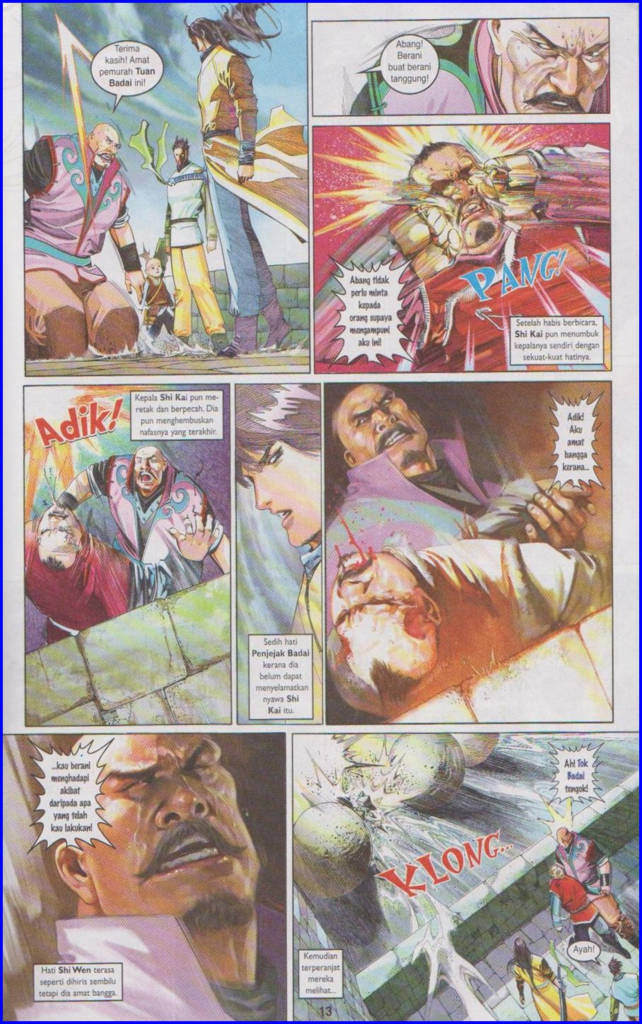 Terima
kasih! Amat
pemurah Tuan
Badai ini!
Abang!
Berani
buat berani
tanggung!
Abang tidak
perlu minta
kepada
orang supaya
mengampuni
aku ini!
PANG!
Setelah habis berbicara,
Shi Kai pun menumbuk
kepalanya sendiri dengan
sekuat-kuat hatinya.
Adik!
Kepala Shi Kai pun me-
retak dan berpecah. Dia
pun menghembuskan
nafasnya yang terakhir.
Sedih hati
Penjejak Badai
kerana dia
belum dapat
menyelamatkan
nyawa Shi
Kai itu.
Adik!
Aku
amat
bangga
kerana...
...kau berani
menghadapi
akibat
daripada apa
yang telah
kau lakukan!
Hati Shi Wen terasa
seperti dihiris sembilu
tetapi dia amat bangga.
KLONG...
Ah! Tok
Badai
tengok!
Ayah!
Kemudian
terperanjat
mereka
melihat...
13